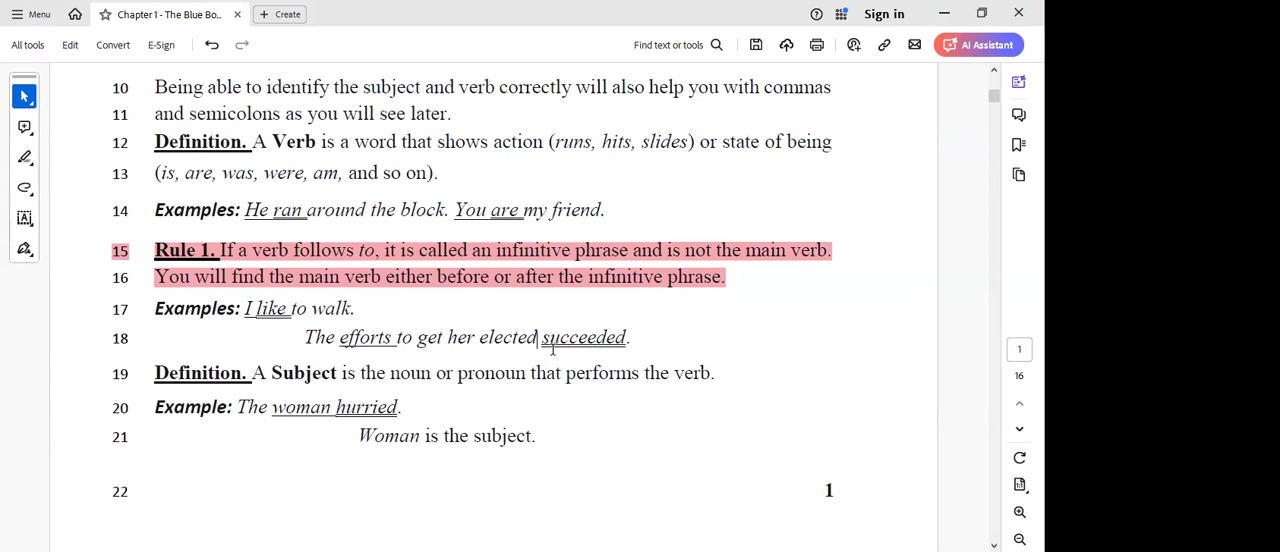 Menu
Chapter1 - The Blue Bo...
Create
Sign in
All tools
Edit
Convert
E-Sign
Find text or tools
AI Assistant
10 Being able to identify the subject and verb correctly will also help you with commas
11 and semicolons as you will see later.
12 Definition. A Verb is a word that shows action (runs, hits, slides) or state of being
13 (is, are, was, were, am, and so on).
14 Examples: He ran around the block. You are my friend.
15 Rule 1. If a verb follows to, it is called an infinitive phrase and is not the main verb.
16 You will find the main verb either before or after the infinitive phrase.
17 Examples: I like to walk.
18 The efforts to get her elected succeeded.
19 Definition. A Subject is the noun or pronoun that performs the verb.
20 Example: The woman hurried.
21 Woman is the subject.
22 1
1
16